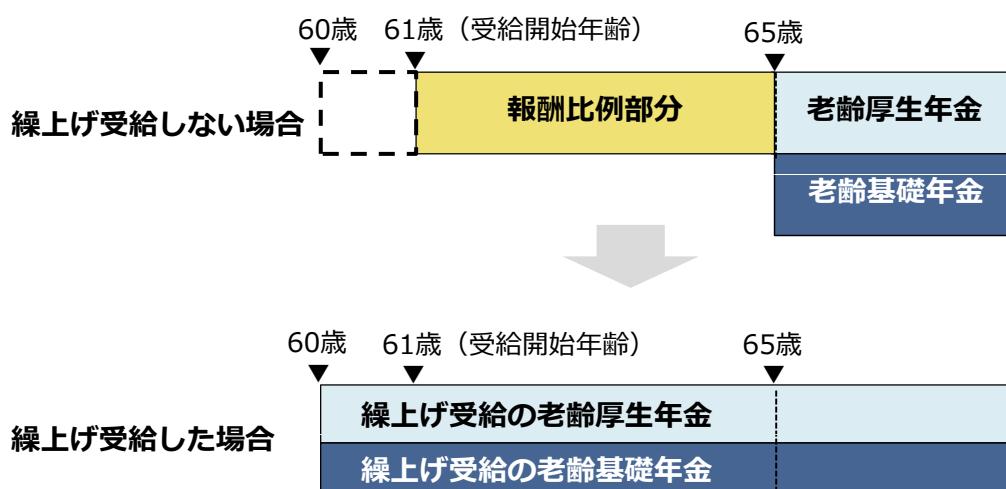 60歳 61歳（受給開始年齢） 65歳
繰上げ受給しない場合
報酬比例部分
老齢厚生年金
老齢基礎年金
60歳 61歳（受給開始年齢） 65歳
繰上げ受給した場合
繰上げ受給の老齢厚生年金
繰上げ受給の老齢基礎年金